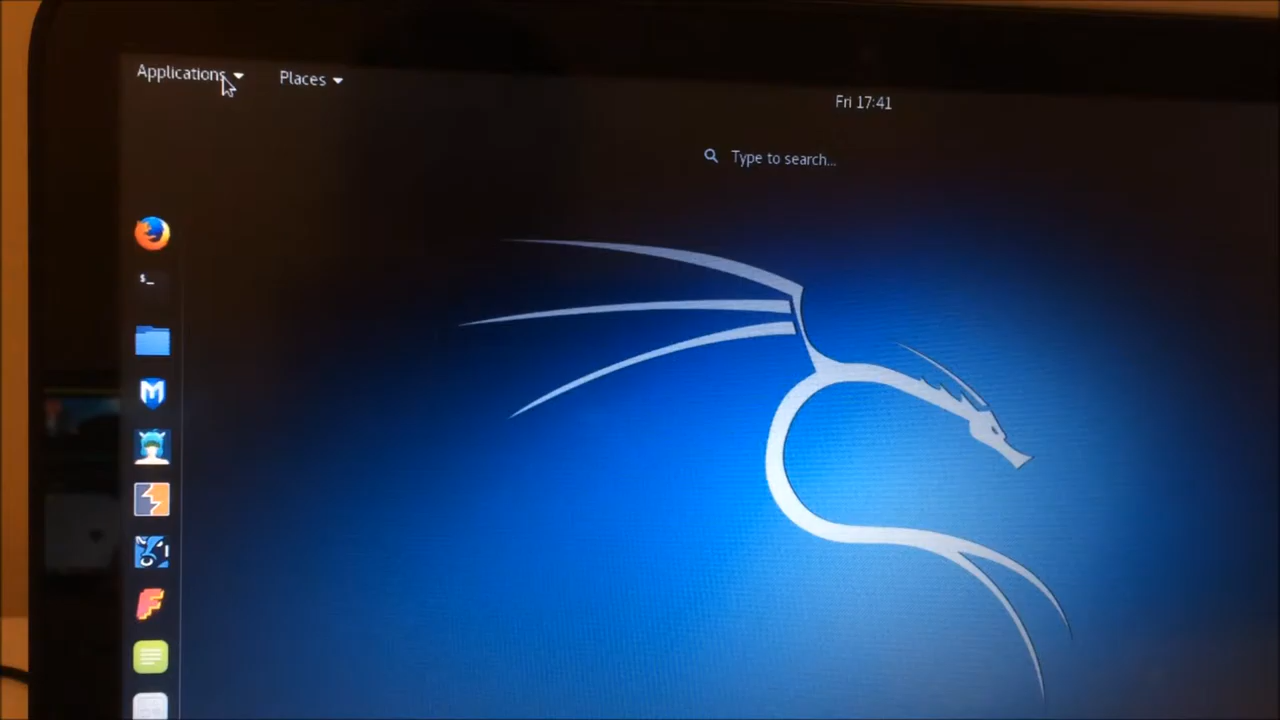 Applications
Places
Fri 17:41
Type to search...
$_
M
F